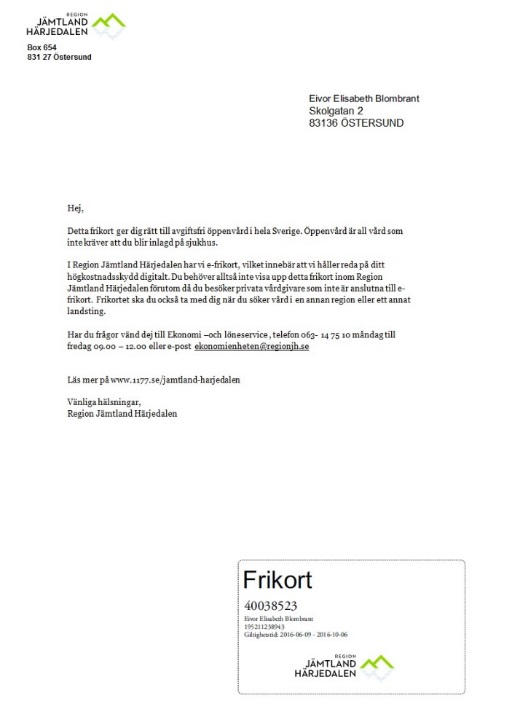 REGION
JÄMTLAND
HÄRJEDALEN
Box 654
831 27 Östersund
Eivor Elisabeth Blombrant
Skolgatan 2
83136 ÖSTERSUND
Hej,
Detta frikort ger dig rätt till avgiftsfri öppenvård i hela Sverige. Öppenvård är all vård som
inte kräver att du blir inlagd på sjukhus.
I Region Jämtland Härjedalen har vi e-frikort, vilket innebär att vi håller reda på ditt
högkostnadsskydd digitalt. Du behöver alltså inte visa upp detta frikort inom Region
Jämtland Härjedalen förutom då du besöker privata vårdgivare som inte är anslutna till e-
frikort. Frikortet ska du också ta med dig när du söker vård i en annan region eller ett annat
landsting.
Har du frågor vänd dej till Ekonomi –och löneservice, telefon 063- 14 75 10 måndag till
fredag 09.00 – 12.00 eller e-post ekonomienheten@regionjh.se
Läs mer på www.1177.se/jamtland-harjedalen
Vänliga hälsningar,
Region Jämtland Härjedalen
Frikort
40038523
Eivor Elisabeth Blombrant
195211238943
Giltighetstid: 2016-06-09 - 2016-10-06
REGION
JÄMTLAND
HÄRJEDALEN